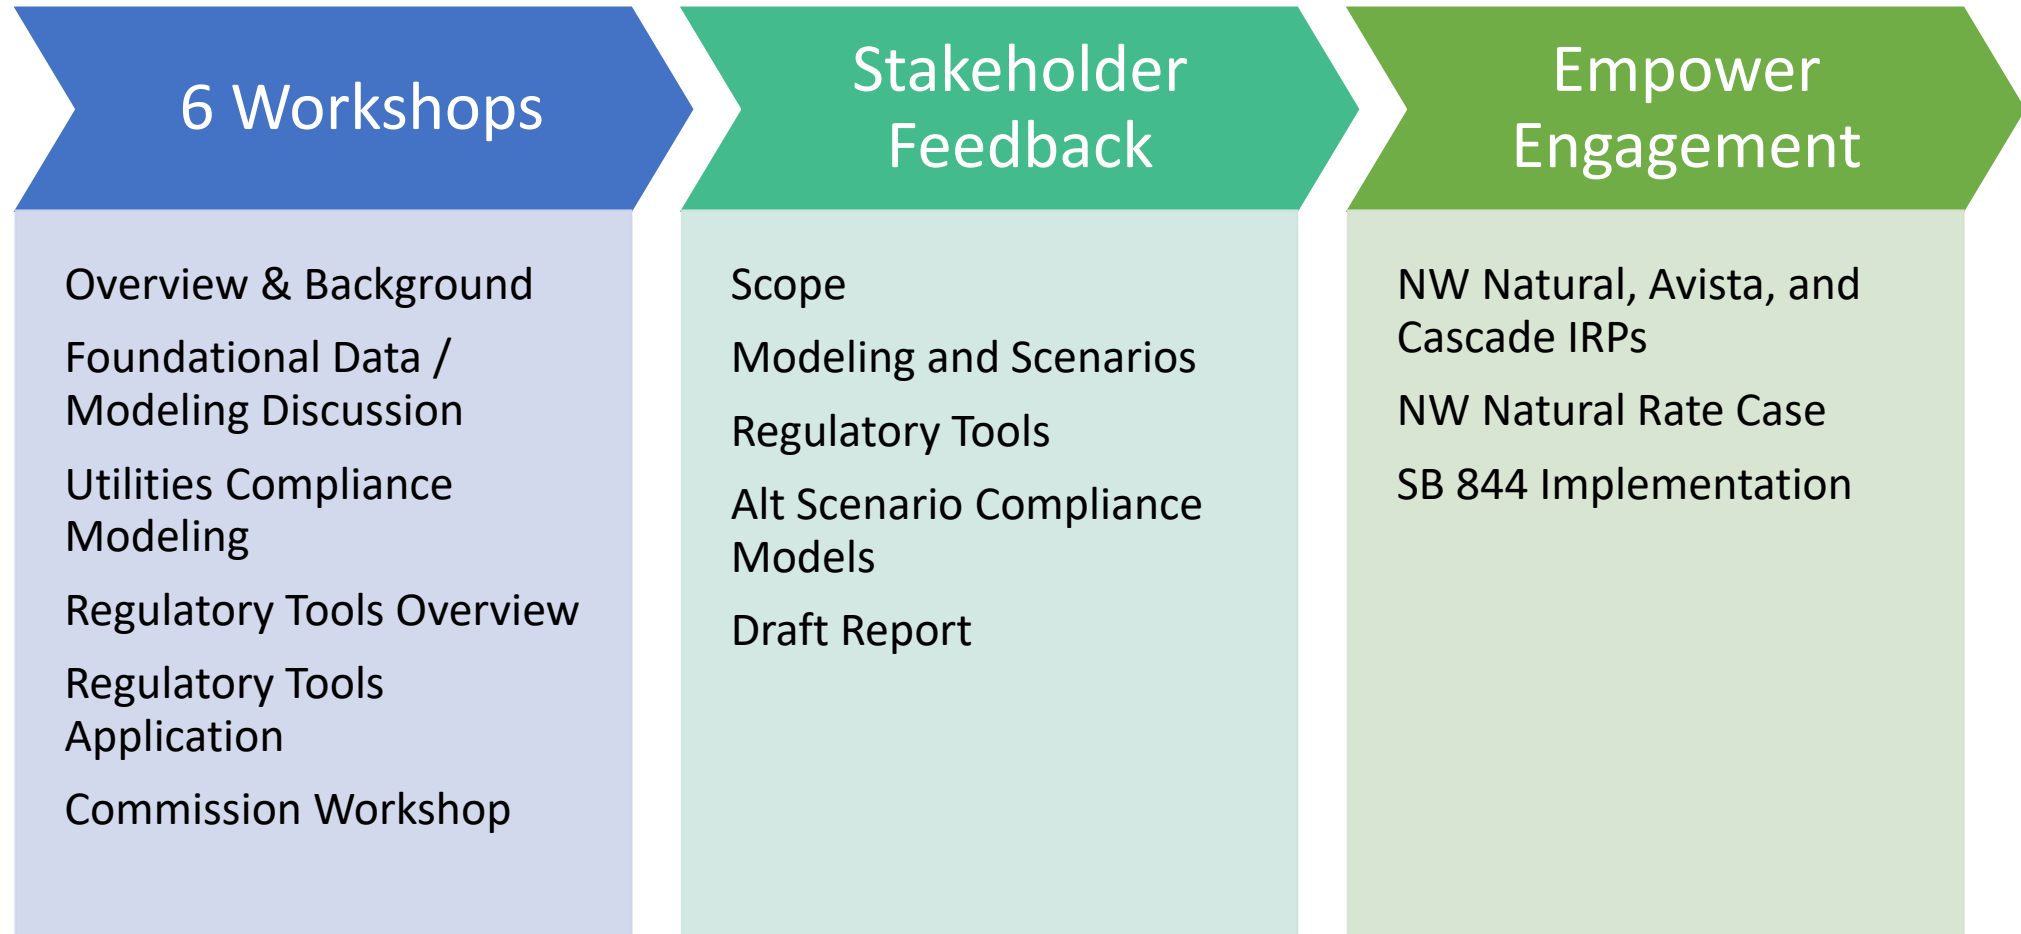 6 Workshops
Overview & Background
Foundational Data /
Modeling Discussion
Utilities Compliance
Modeling
Regulatory Tools Overview
Regulatory Tools
Application
Commission Workshop
Stakeholder
Feedback
Scope
Modeling and Scenarios
Regulatory Tools
Alt Scenario Compliance
Models
Draft Report
Empower
Engagement
NW Natural, Avista, and
Cascade IRPs
NW Natural Rate Case
SB 844 Implementation